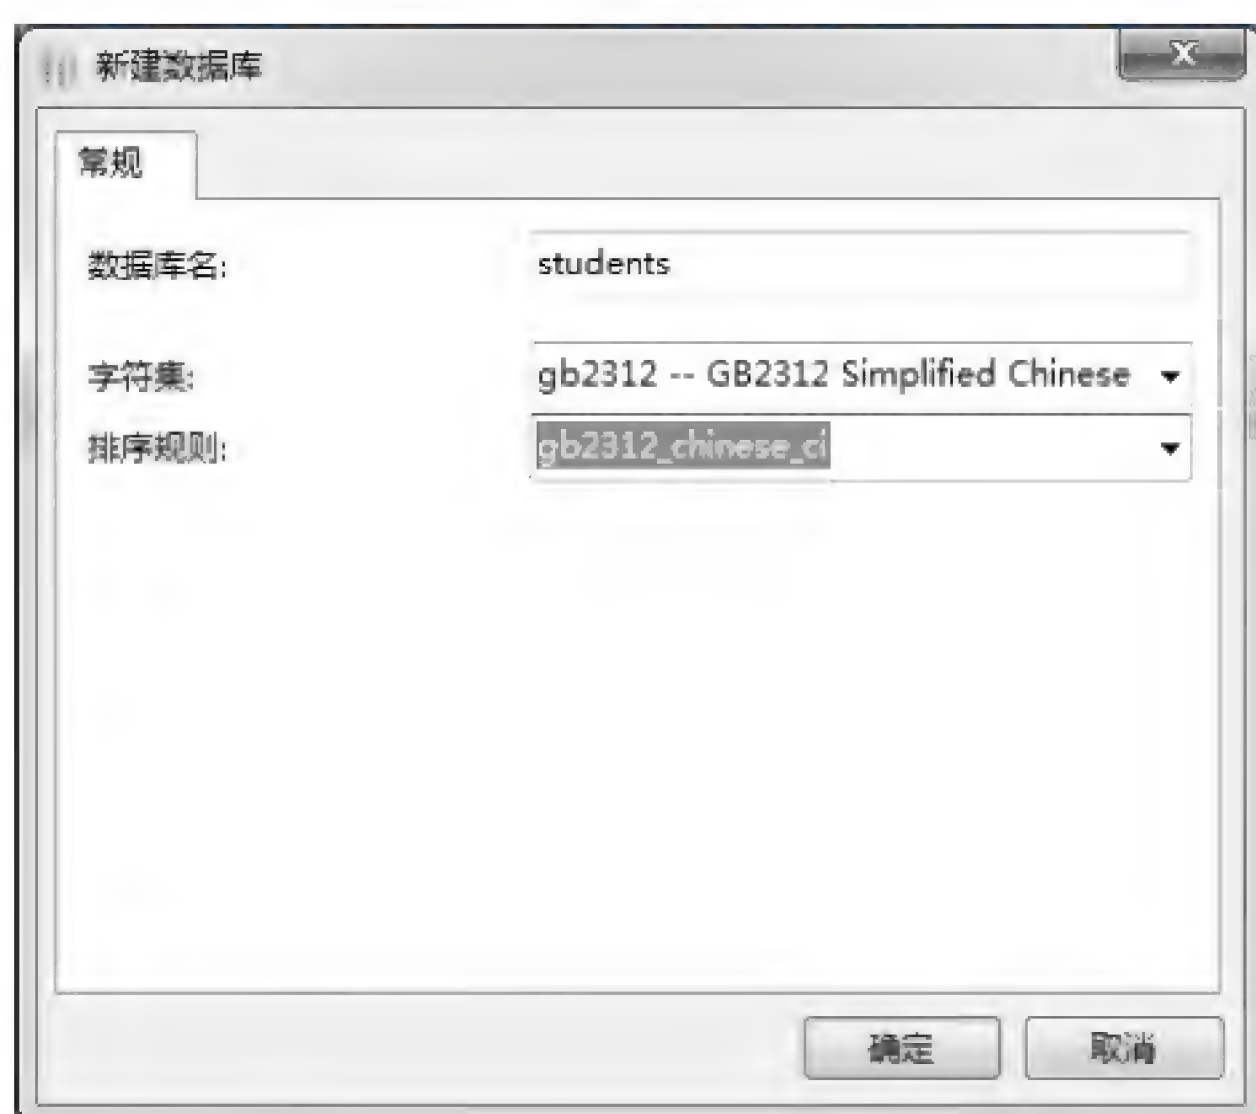 新建数据库
常规
数据库名: students
字符集: gb2312 -- GB2312 Simplified Chinese
排序规则: gb2312_chinese_ci
确定 取消